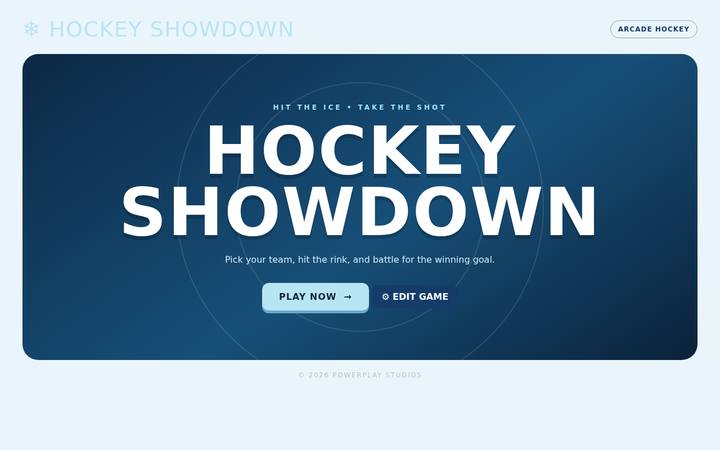 ❄ HOCKEY SHOWDOWN
ARCADE HOCKEY
HIT THE ICE • TAKE THE SHOT
HOCKEY
SHOWDOWN
Pick your team, hit the rink, and battle for the winning goal.
PLAY NOW →
⚙ EDIT GAME
© 2026 POWERPLAY STUDIOS